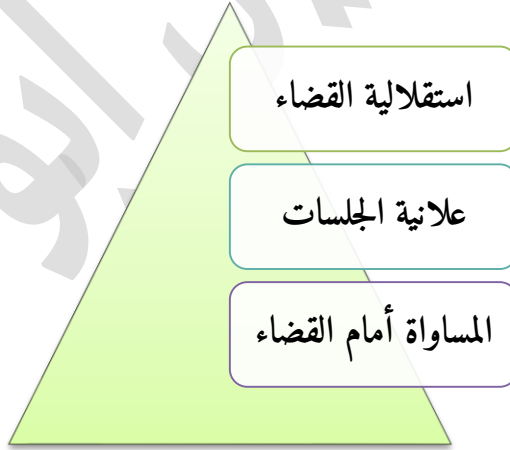 استقلالية القضاء
علانية الجلسات
المساواة أمام القضاء